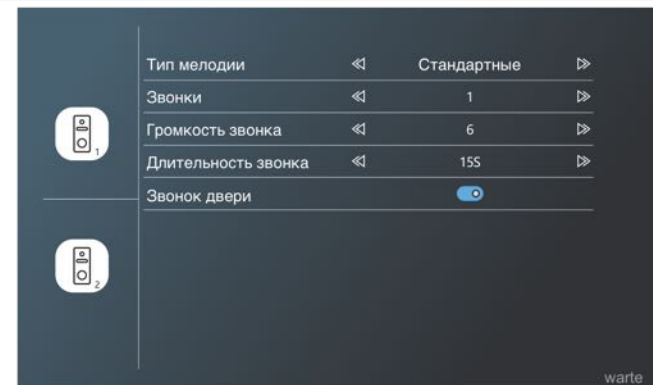 Тип мелодии Стандартные
Звонки 1
Громкость звонка 6
Длительность звонка 15S
Звонок двери
1
2
warte